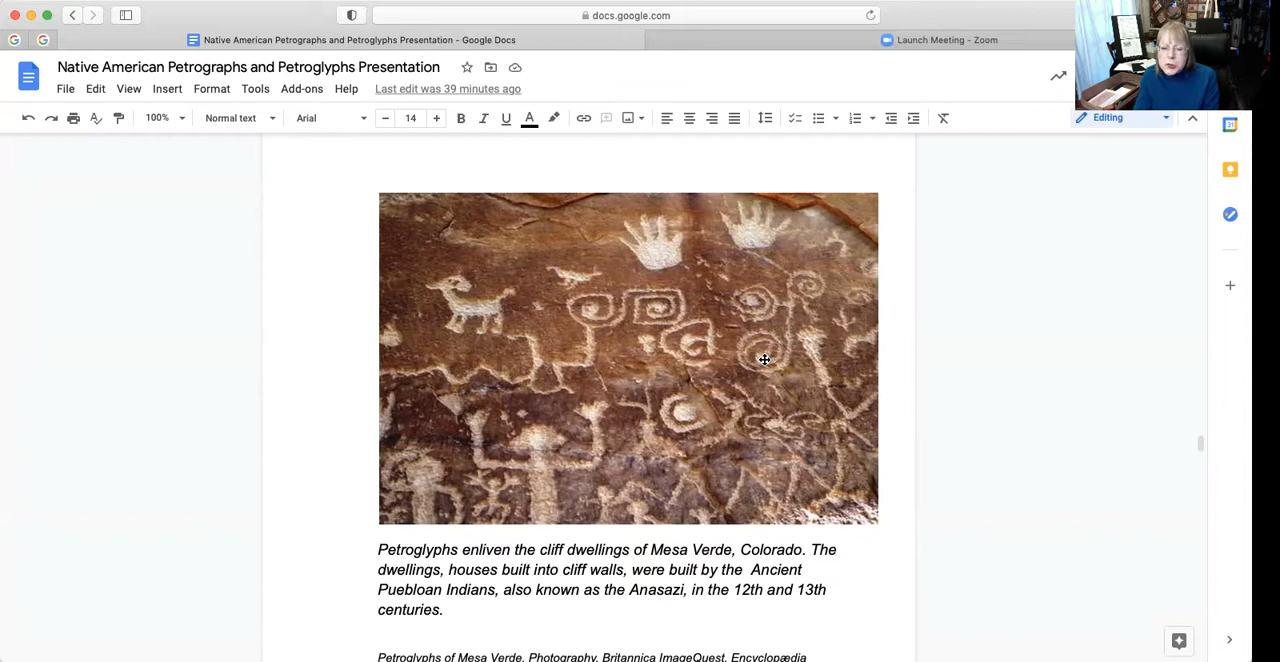 docs.google.com
Native American Petrographs and Petroglyphs Presentation - Google Docs
Launch Meeting - Zoom
Native American Petrographs and Petroglyphs Presentation
File Edit View Insert Format Tools Add-ons Help Last edit was 39 minutes ago
100% Normal text Arial 14 B I U A
Editing
31
Petroglyphs enliven the cliff dwellings of Mesa Verde, Colorado. The
dwellings, houses built into cliff walls, were built by the Ancient
Puebloan Indians, also known as the Anasazi, in the 12th and 13th
centuries.
Petroglyphs of Mesa Verde. Photography. Britannica ImageQuest, Encyclopædia